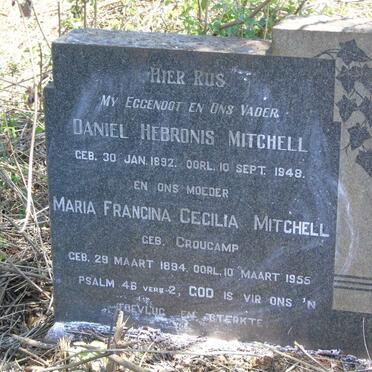 HIER RUS
MY EGGENOOT EN ONS VADER
DANIEL HEBRONIS MITCHELL
GEB. 30 JAN. 1892. OORL. 10 SEPT. 1948.
EN ONS MOEDER
MARIA FRANCINA CECILIA MITCHELL
GEB. CROUCAMP
GEB. 29 MAART 1894. OORL. 10 MAART 1955
PSALM 46 VERS 2, GOD IS VIR ONS 'N
TOEVLUG EN STERKTE